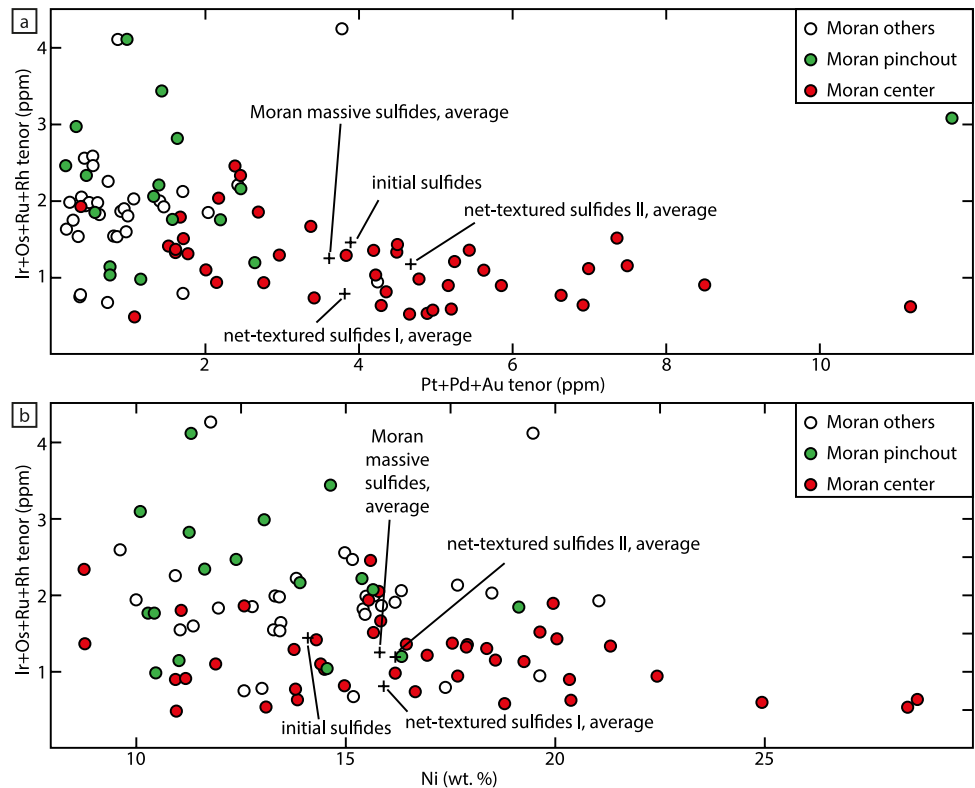 a
Moran others
Moran pinchout
Moran center
Ir+Os+Ru+Rh tenor (ppm)
4
3
2
1
Moran massive sulfides, average
initial sulfides
net-textured sulfides II, average
net-textured sulfides I, average
2
4
6
8
10
Pt+Pd+Au tenor (ppm)
b
Moran others
Moran pinchout
Moran center
Ir+Os+Ru+Rh tenor (ppm)
4
3
2
1
Moran
massive
sulfides,
average
net-textured sulfides II, average
initial sulfides
net-textured sulfides I, average
10
15
20
25
Ni (wt. %)